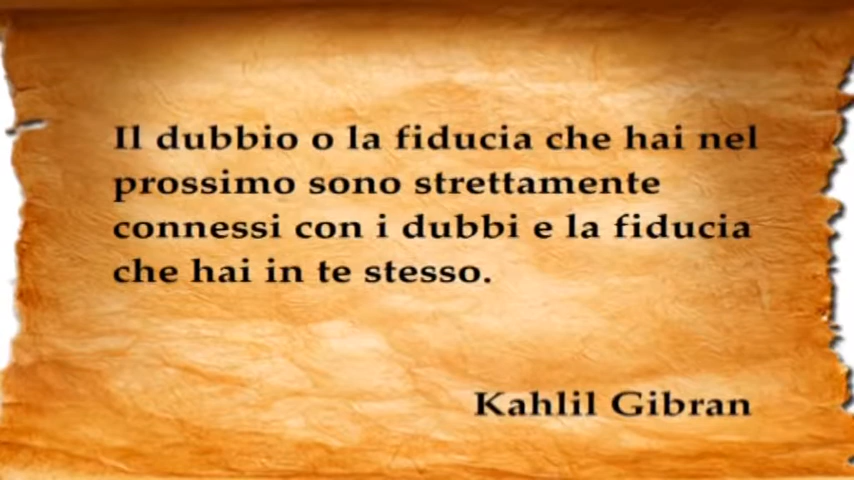 Il dubbio o la fiducia che hai nel
prossimo sono strettamente
connessi con i dubbi e la fiducia
che hai in te stesso.
Kahlil Gibran